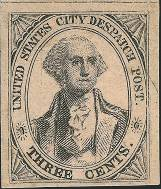 UNITED STATES CITY DESPATCH POST.
THREE CENTS.